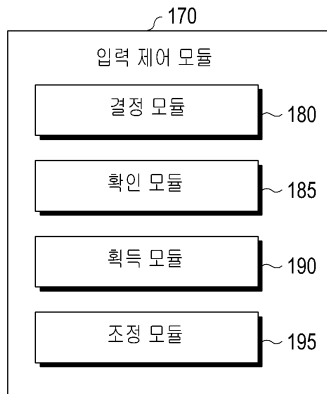 170
입력 제어 모듈
결정 모듈
180
확인 모듈
185
획득 모듈
190
조정 모듈
195